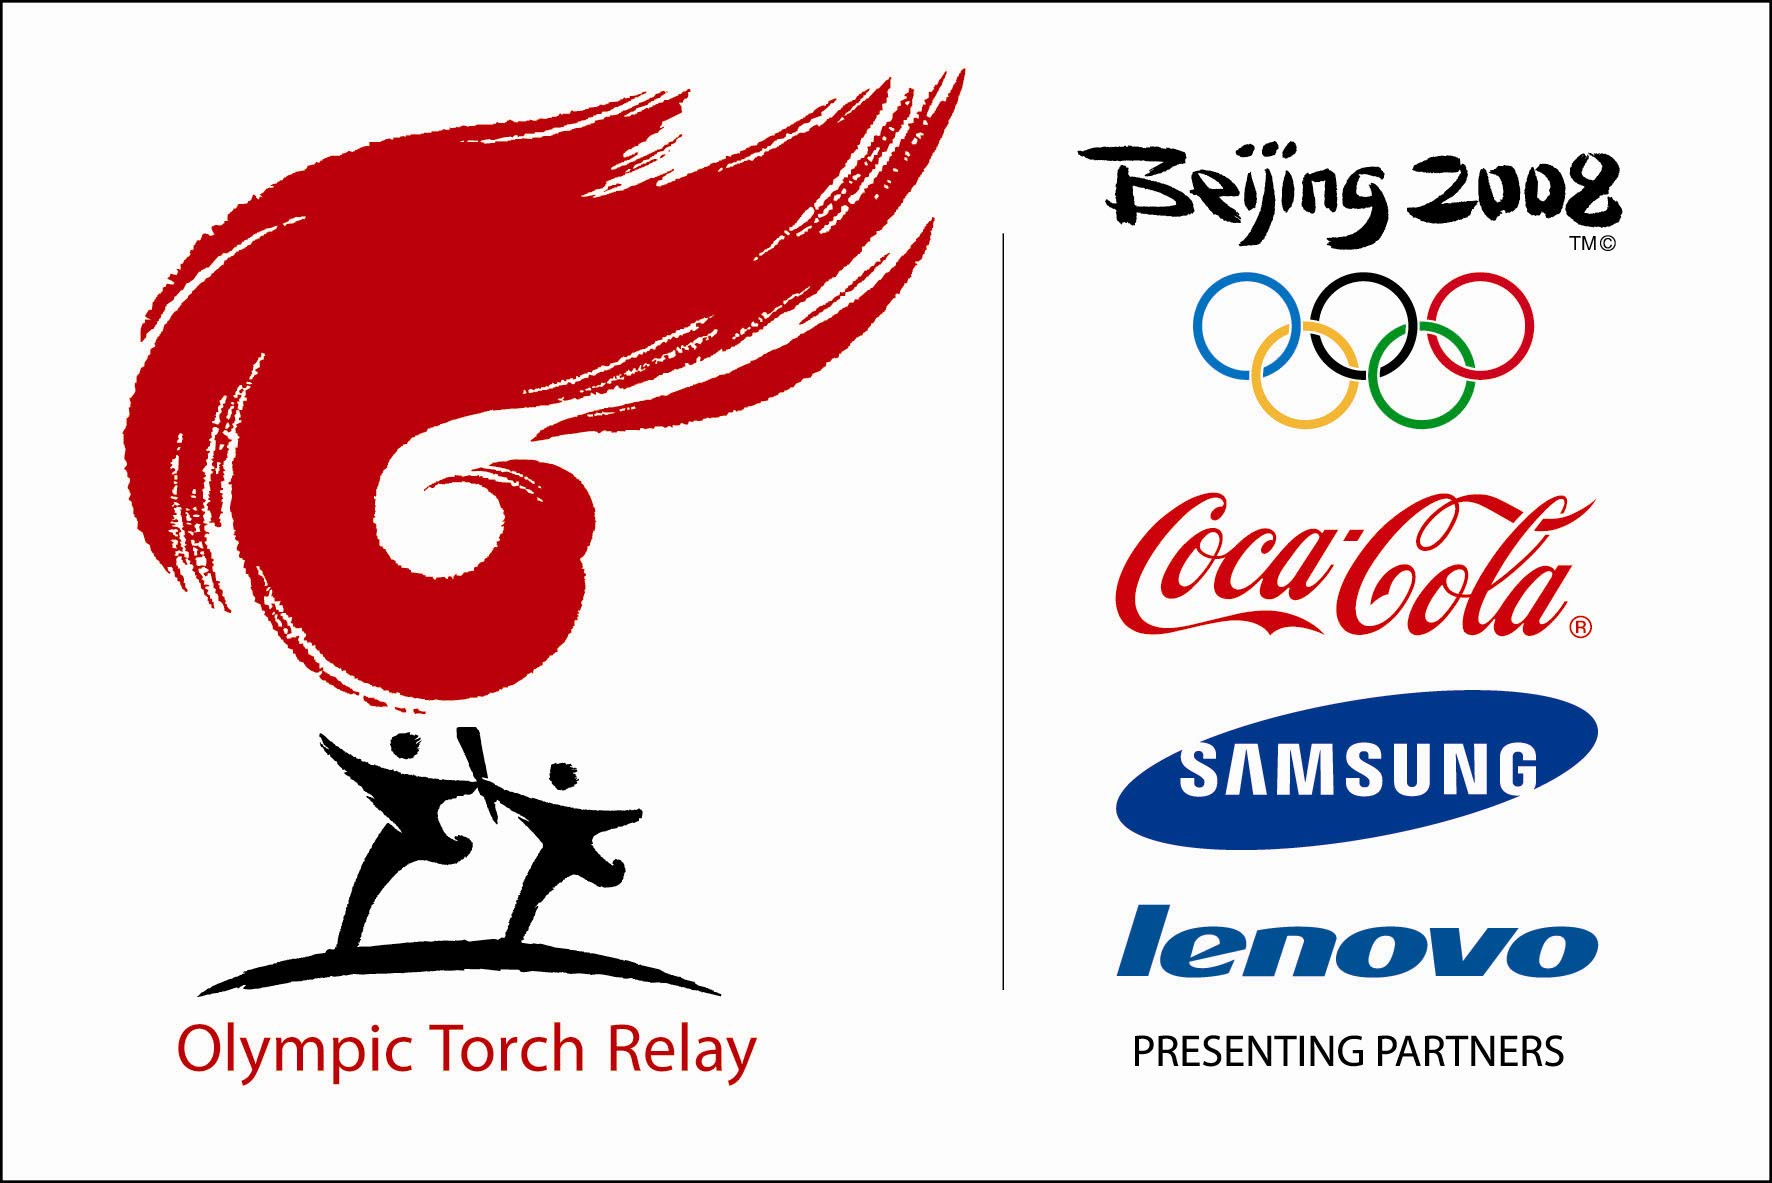 Olympic Torch Relay
Beijing 2008
TM©
Coca-Cola
®
SAMSUNG
lenovo
PRESENTING PARTNERS